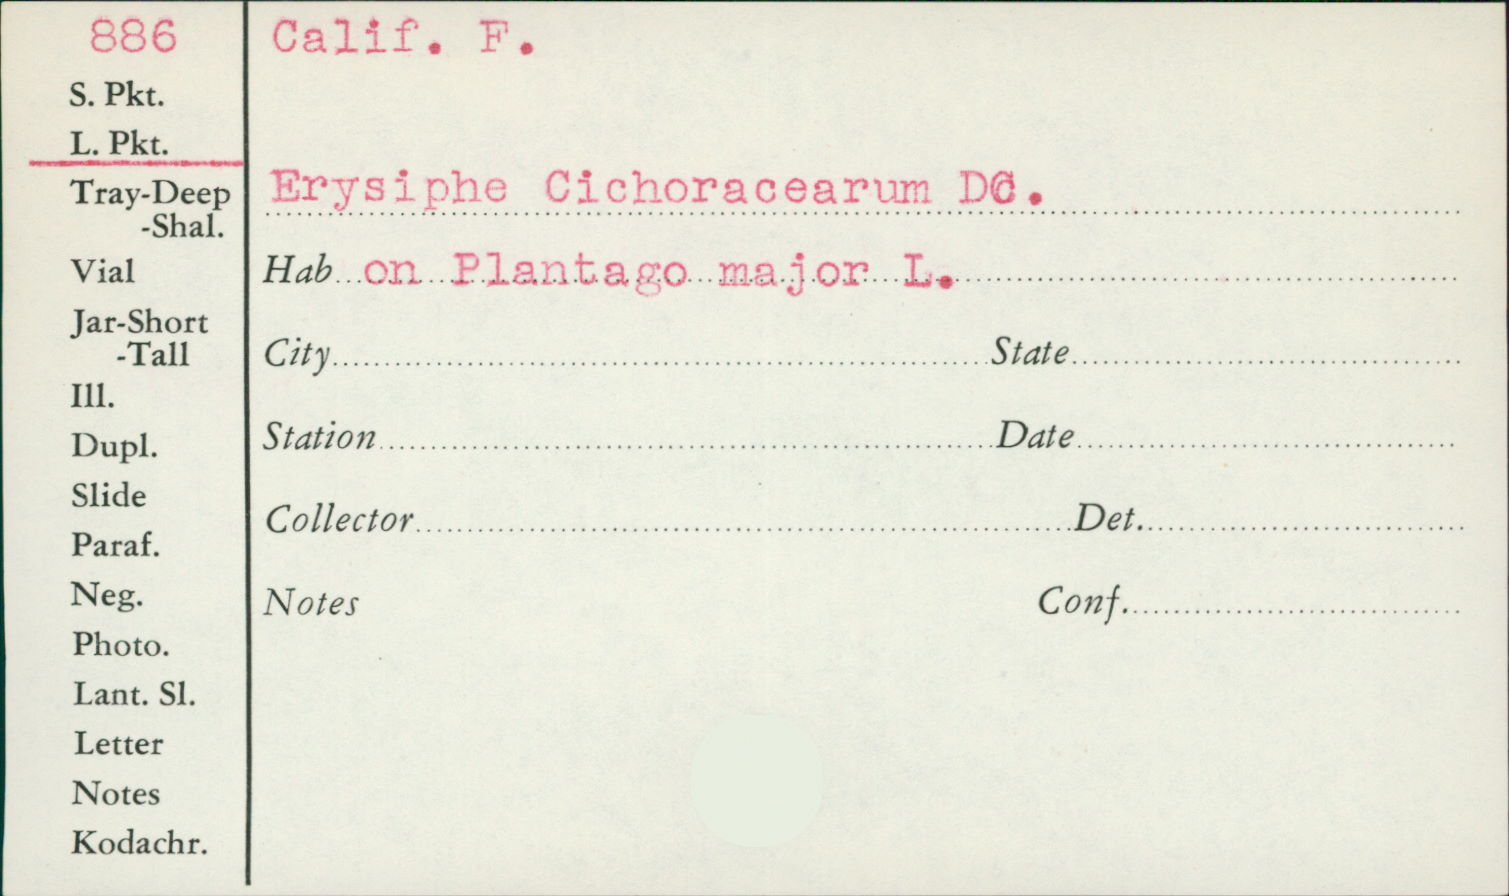 886
S. Pkt.
L. Pkt.
Tray-Deep
-Shal.
Vial
Jar-Short
-Tall
Ill.
Dupl.
Slide
Paraf.
Neg.
Photo.
Lant. Sl.
Letter
Notes
Kodachr.
Calif. F.
Erysiphe Cichoracearum DC.
Hab on Plantago major L.
City State
Station Date
Collector Det.
Notes Conf.